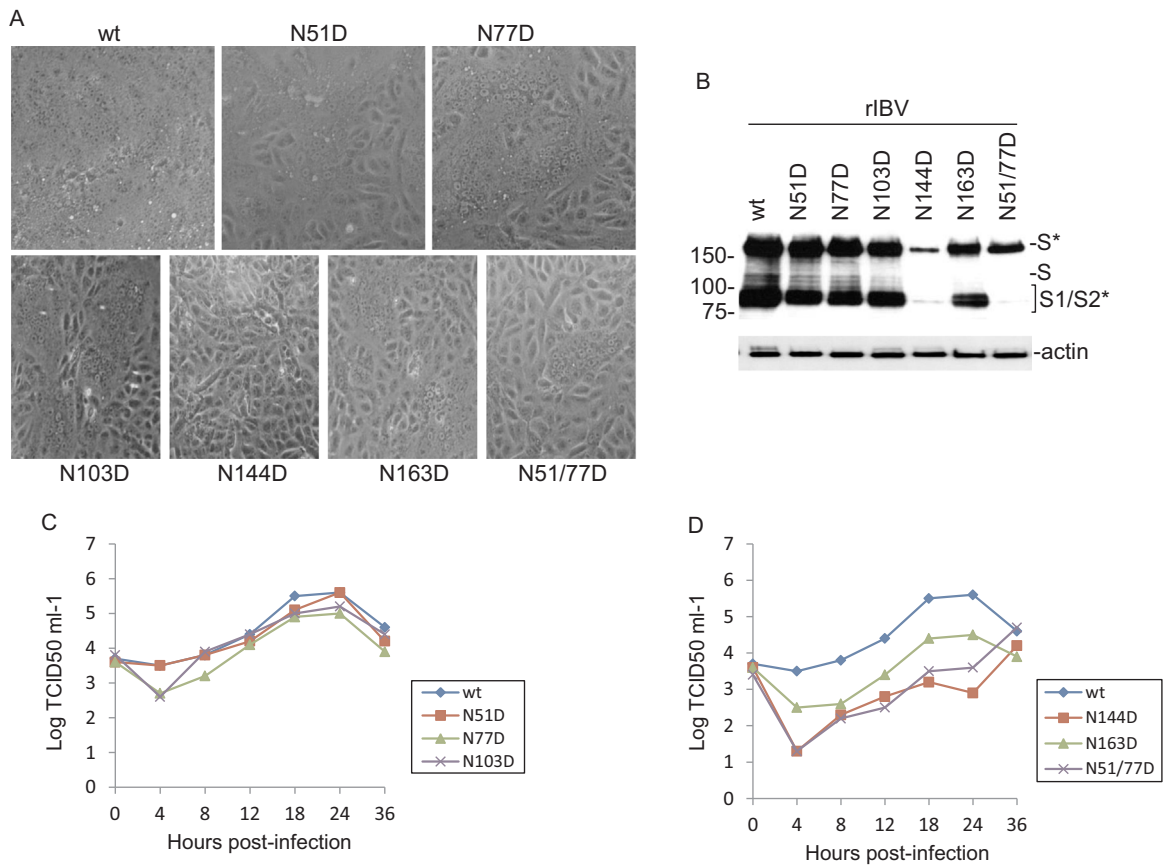 A
wt N51D N77D
N103D N144D N163D N51/77D
B
rIBV
wt N51D N77D N103D N144D N163D N51/77D
150-
100-
75-
-S*
-S
S1/S2*
-actin
C
Log TCID50 ml-1
7
6
5
4
3
2
1
0
0 4 8 12 18 24 36
Hours post-infection
wt
N51D
N77D
N103D
D
Log TCID50 ml-1
7
6
5
4
3
2
1
0
0 4 8 12 18 24 36
Hours post-infection
wt
N144D
N163D
N51/77D